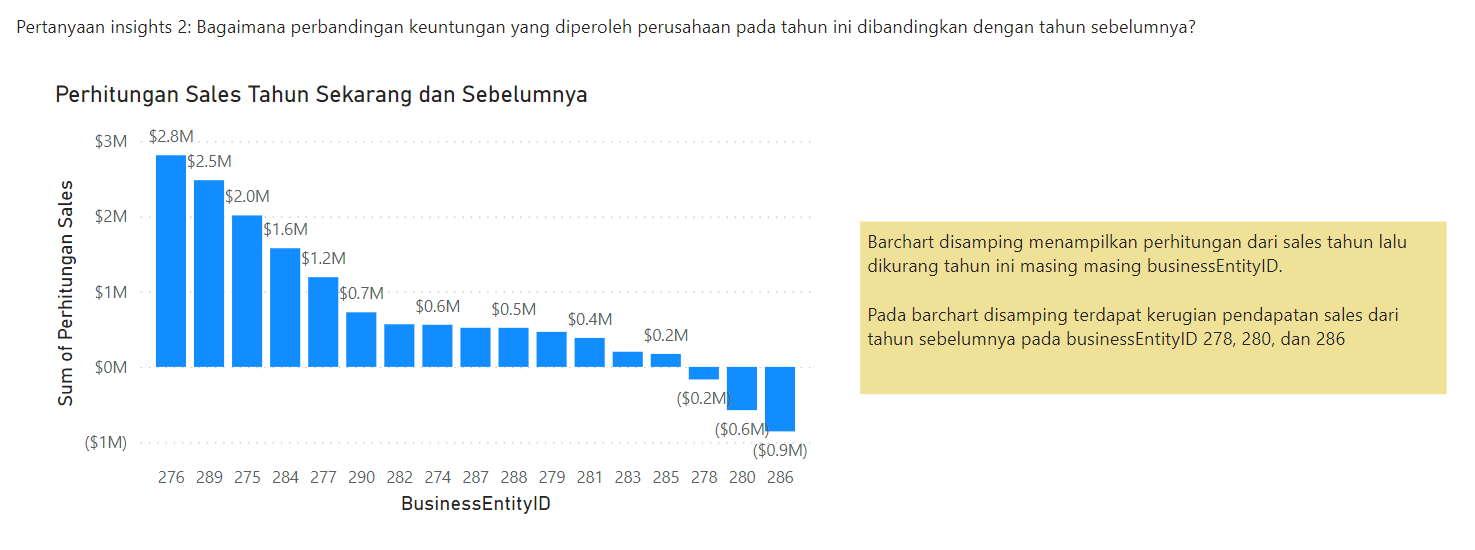 Pertanyaan insights 2: Bagaimana perbandingan keuntungan yang diperoleh perusahaan pada tahun ini dibandingkan dengan tahun sebelumnya?
Perhitungan Sales Tahun Sekarang dan Sebelumnya
Sum of Perhitungan Sales
$3M
$2M
$1M
$0M
($1M)
$2.8M
$2.5M
$2.0M
$1.6M
$1.2M
$0.7M
$0.6M
$0.5M
$0.4M
$0.2M
($0.2M)
($0.6M)
($0.9M)
276 289 275 284 277 290 282 274 287 288 279 281 283 285 278 280 286
BusinessEntityID
Barchart disamping menampilkan perhitungan dari sales tahun lalu
dikurang tahun ini masing masing businessEntityID.
Pada barchart disamping terdapat kerugian pendapatan sales dari
tahun sebelumnya pada businessEntityID 278, 280, dan 286